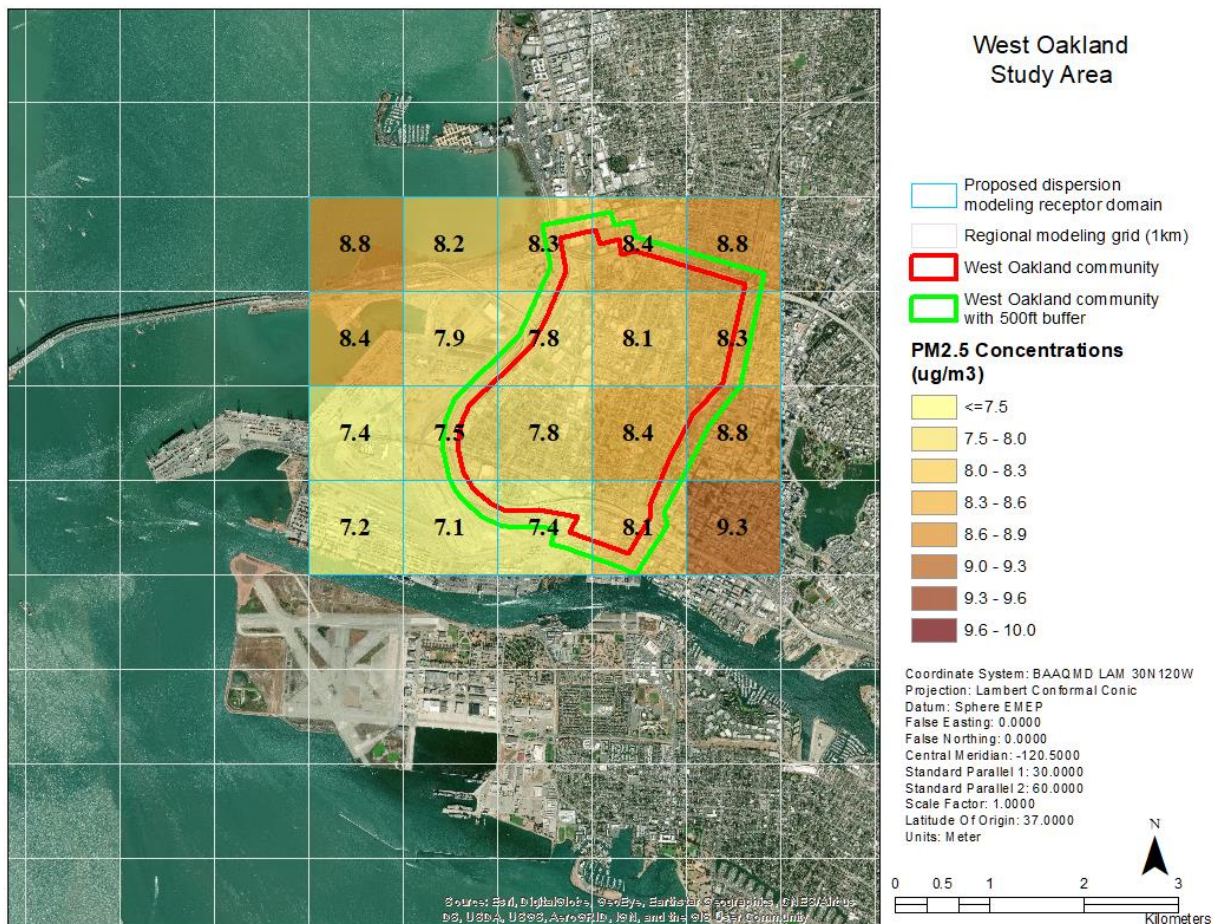 West Oakland
Study Area
Proposed dispersion
modeling receptor domain
Regional modeling grid (1km)
West Oakland community
West Oakland community
with 500ft buffer
PM2.5 Concentrations
(ug/m3)
<=7.5
7.5 - 8.0
8.0 - 8.3
8.3 - 8.6
8.6 - 8.9
9.0 - 9.3
9.3 - 9.6
9.6 - 10.0
8.8 8.2 8.3 8.4 8.8
8.4 7.9 7.8 8.1 8.3
7.4 7.5 7.8 8.4 8.8
7.2 7.1 7.4 8.1 9.3
Coordinate System: BAAQMD LAM 30N120W
Projection: Lambert Conformal Conic
Datum: Sphere EMEP
False Easting: 0.0000
False Northing: 0.0000
Central Meridian: -120.5000
Standard Parallel 1: 30.0000
Standard Parallel 2: 60.0000
Scale Factor: 1.0000
Latitude Of Origin: 37.0000
Units: Meter
N
0 0.5 1 2 3
Kilometers
Source: Esri, DigitalGlobe, GeoEye, Earthstar Geographics, CNES/Airbus
DS, USDA, USGS, AeroGRID, IGN, and the GIS User Community